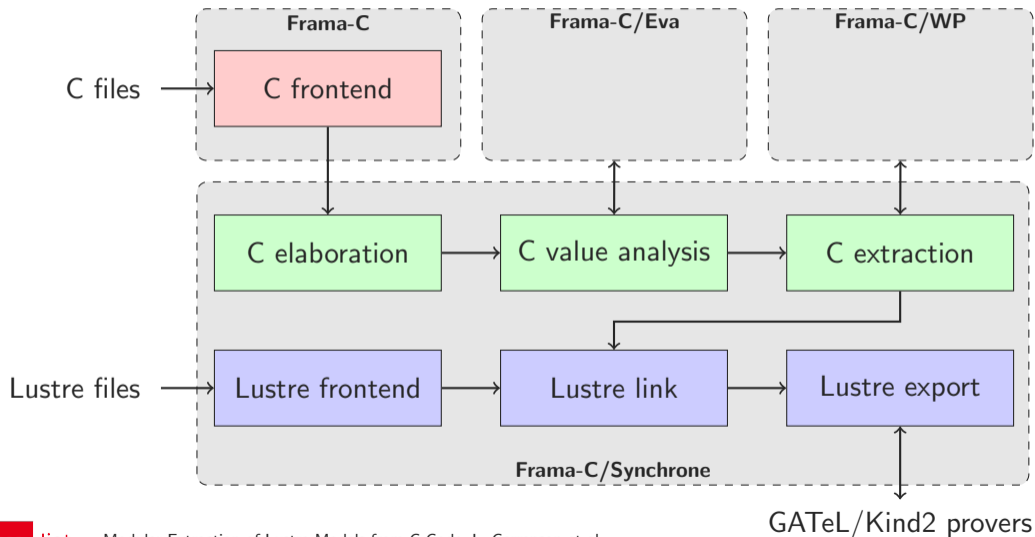 Frama-C
Frama-C/Eva
Frama-C/WP
C files
C frontend
C elaboration
C value analysis
C extraction
Lustre files
Lustre frontend
Lustre link
Lustre export
Frama-C/Synchrone
GATeL/Kind2 provers